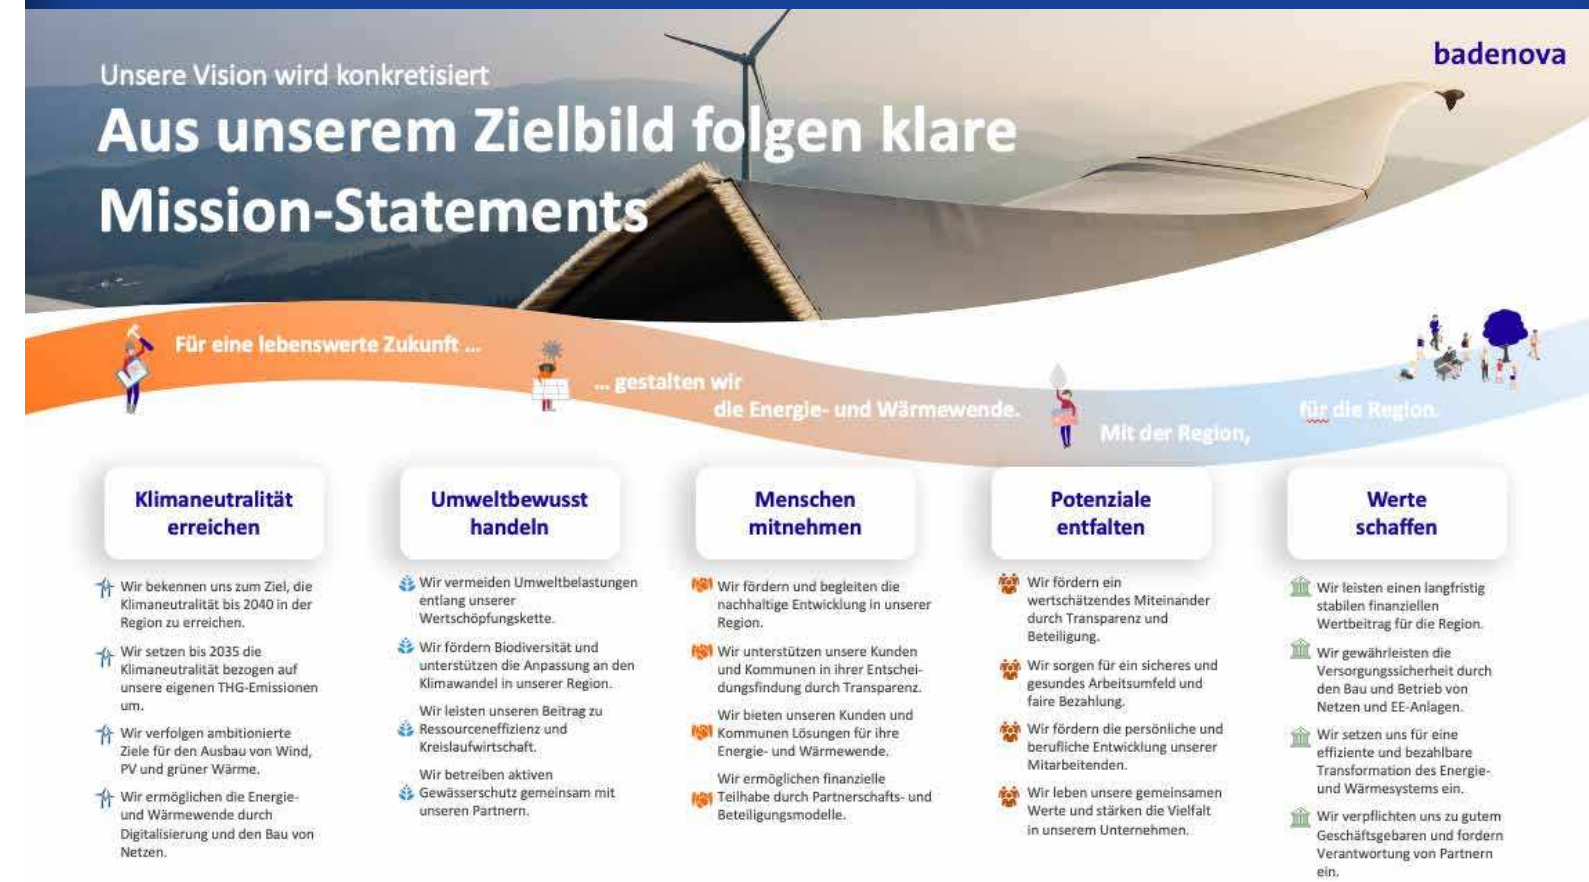 badenova
Unsere Vision wird konkretisiert
Aus unserem Zielbild folgen klare
Mission-Statements
Für eine lebenswerte Zukunft ...
... gestalten wir
die Energie- und Wärmewende.
Mit der Region,
für die Region.
Klimaneutralität
erreichen
Wir bekennen uns zum Ziel, die
Klimaneutralität bis 2040 in der
Region zu erreichen.
Wir setzen bis 2035 die
Klimaneutralität bezogen auf
unsere eigenen THG-Emissionen
um.
Wir verfolgen ambitionierte
Ziele für den Ausbau von Wind,
PV und grüner Wärme.
Wir ermöglichen die Energie-
und Wärmewende durch
Digitalisierung und den Bau von
Netzen.
Umweltbewusst
handeln
Wir vermeiden Umweltbelastungen
entlang unserer
Wertschöpfungskette.
Wir fördern Biodiversität und
unterstützen die Anpassung an den
Klimawandel in unserer Region.
Wir leisten unseren Beitrag zu
Ressourceneffizienz und
Kreislaufwirtschaft.
Wir betreiben aktiven
Gewässerschutz gemeinsam mit
unseren Partnern.
Menschen
mitnehmen
Wir fördern und begleiten die
nachhaltige Entwicklung in unserer
Region.
Wir unterstützen unsere Kunden
und Kommunen in ihrer Entschei-
dungsfindung durch Transparenz.
Wir bieten unseren Kunden und
Kommunen Lösungen für ihre
Energie- und Wärmewende.
Wir ermöglichen finanzielle
Teilhabe durch Partnerschafts- und
Beteiligungsmodelle.
Potenziale
entfalten
Wir fördern ein
wertschätzendes Miteinander
durch Transparenz und
Beteiligung.
Wir sorgen für ein sicheres und
gesundes Arbeitsumfeld und
faire Bezahlung.
Wir fördern die persönliche und
berufliche Entwicklung unserer
Mitarbeitenden.
Wir leben unsere gemeinsamen
Werte und stärken die Vielfalt
in unserem Unternehmen.
Werte
schaffen
Wir leisten einen langfristig
stabilen finanziellen
Wertbeitrag für die Region.
Wir gewährleisten die
Versorgungssicherheit durch
den Bau und Betrieb von
Netzen und EE-Anlagen.
Wir setzen uns für eine
effiziente und bezahlbare
Transformation des Energie-
und Wärmesystems ein.
Wir verpflichten uns zu gutem
Geschäftsgebaren und fordern
Verantwortung von Partnern
ein.